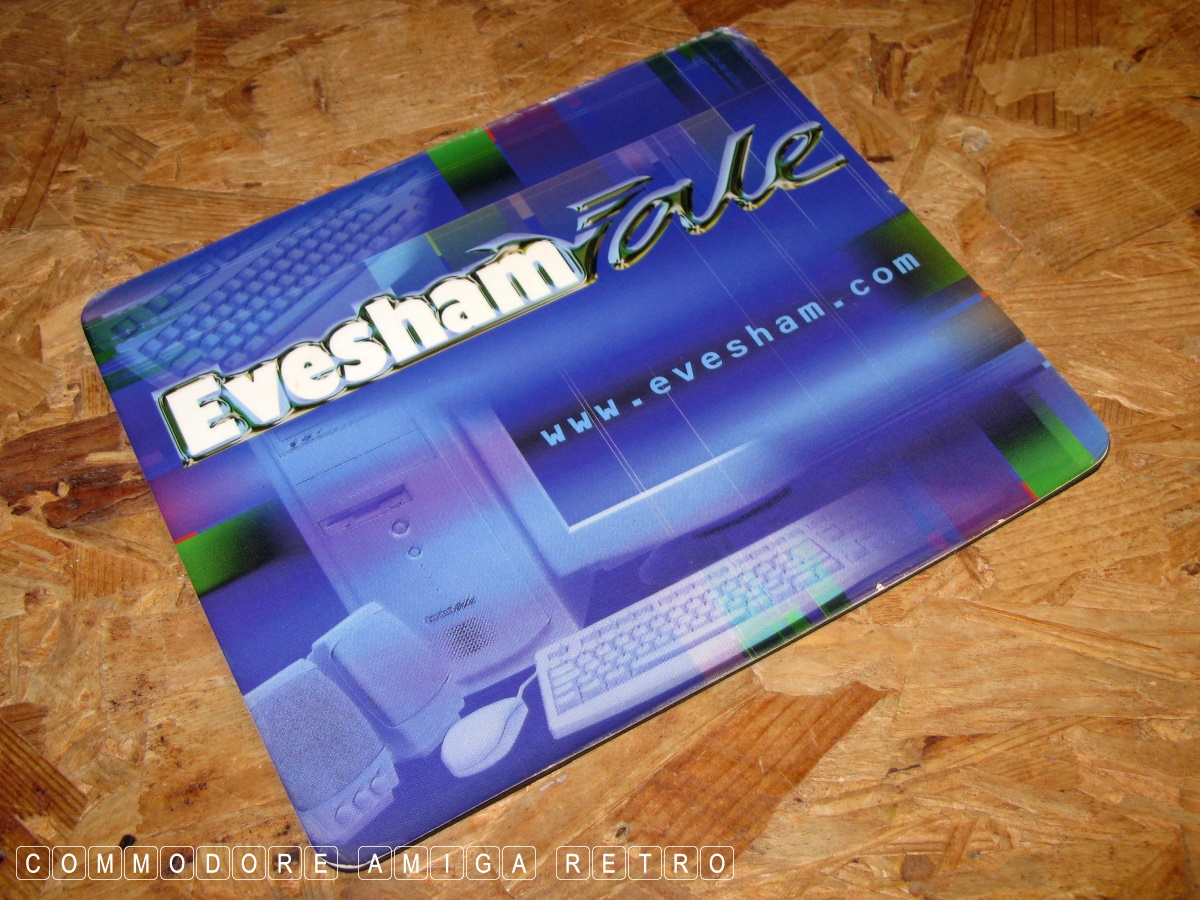 Evesham Vale
www.evesham.com
COMMODORE AMIGA RETRO